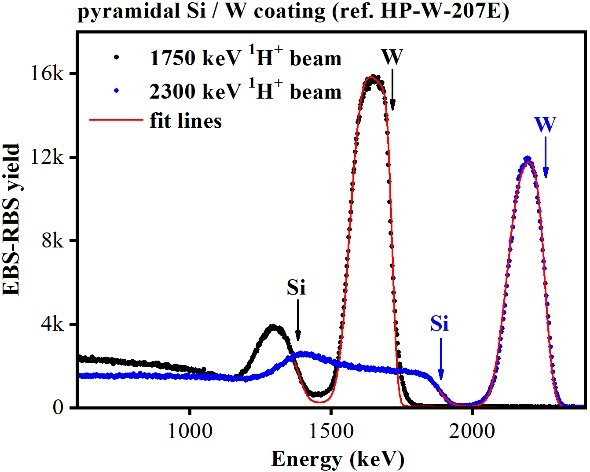 pyramidal Si / W coating (ref. HP-W-207E)
1750 keV ¹H⁺ beam
2300 keV ¹H⁺ beam
fit lines
W
W
Si
Si
16k
12k
8k
4k
0
EBS-RBS yield
1000
1500
2000
Energy (keV)